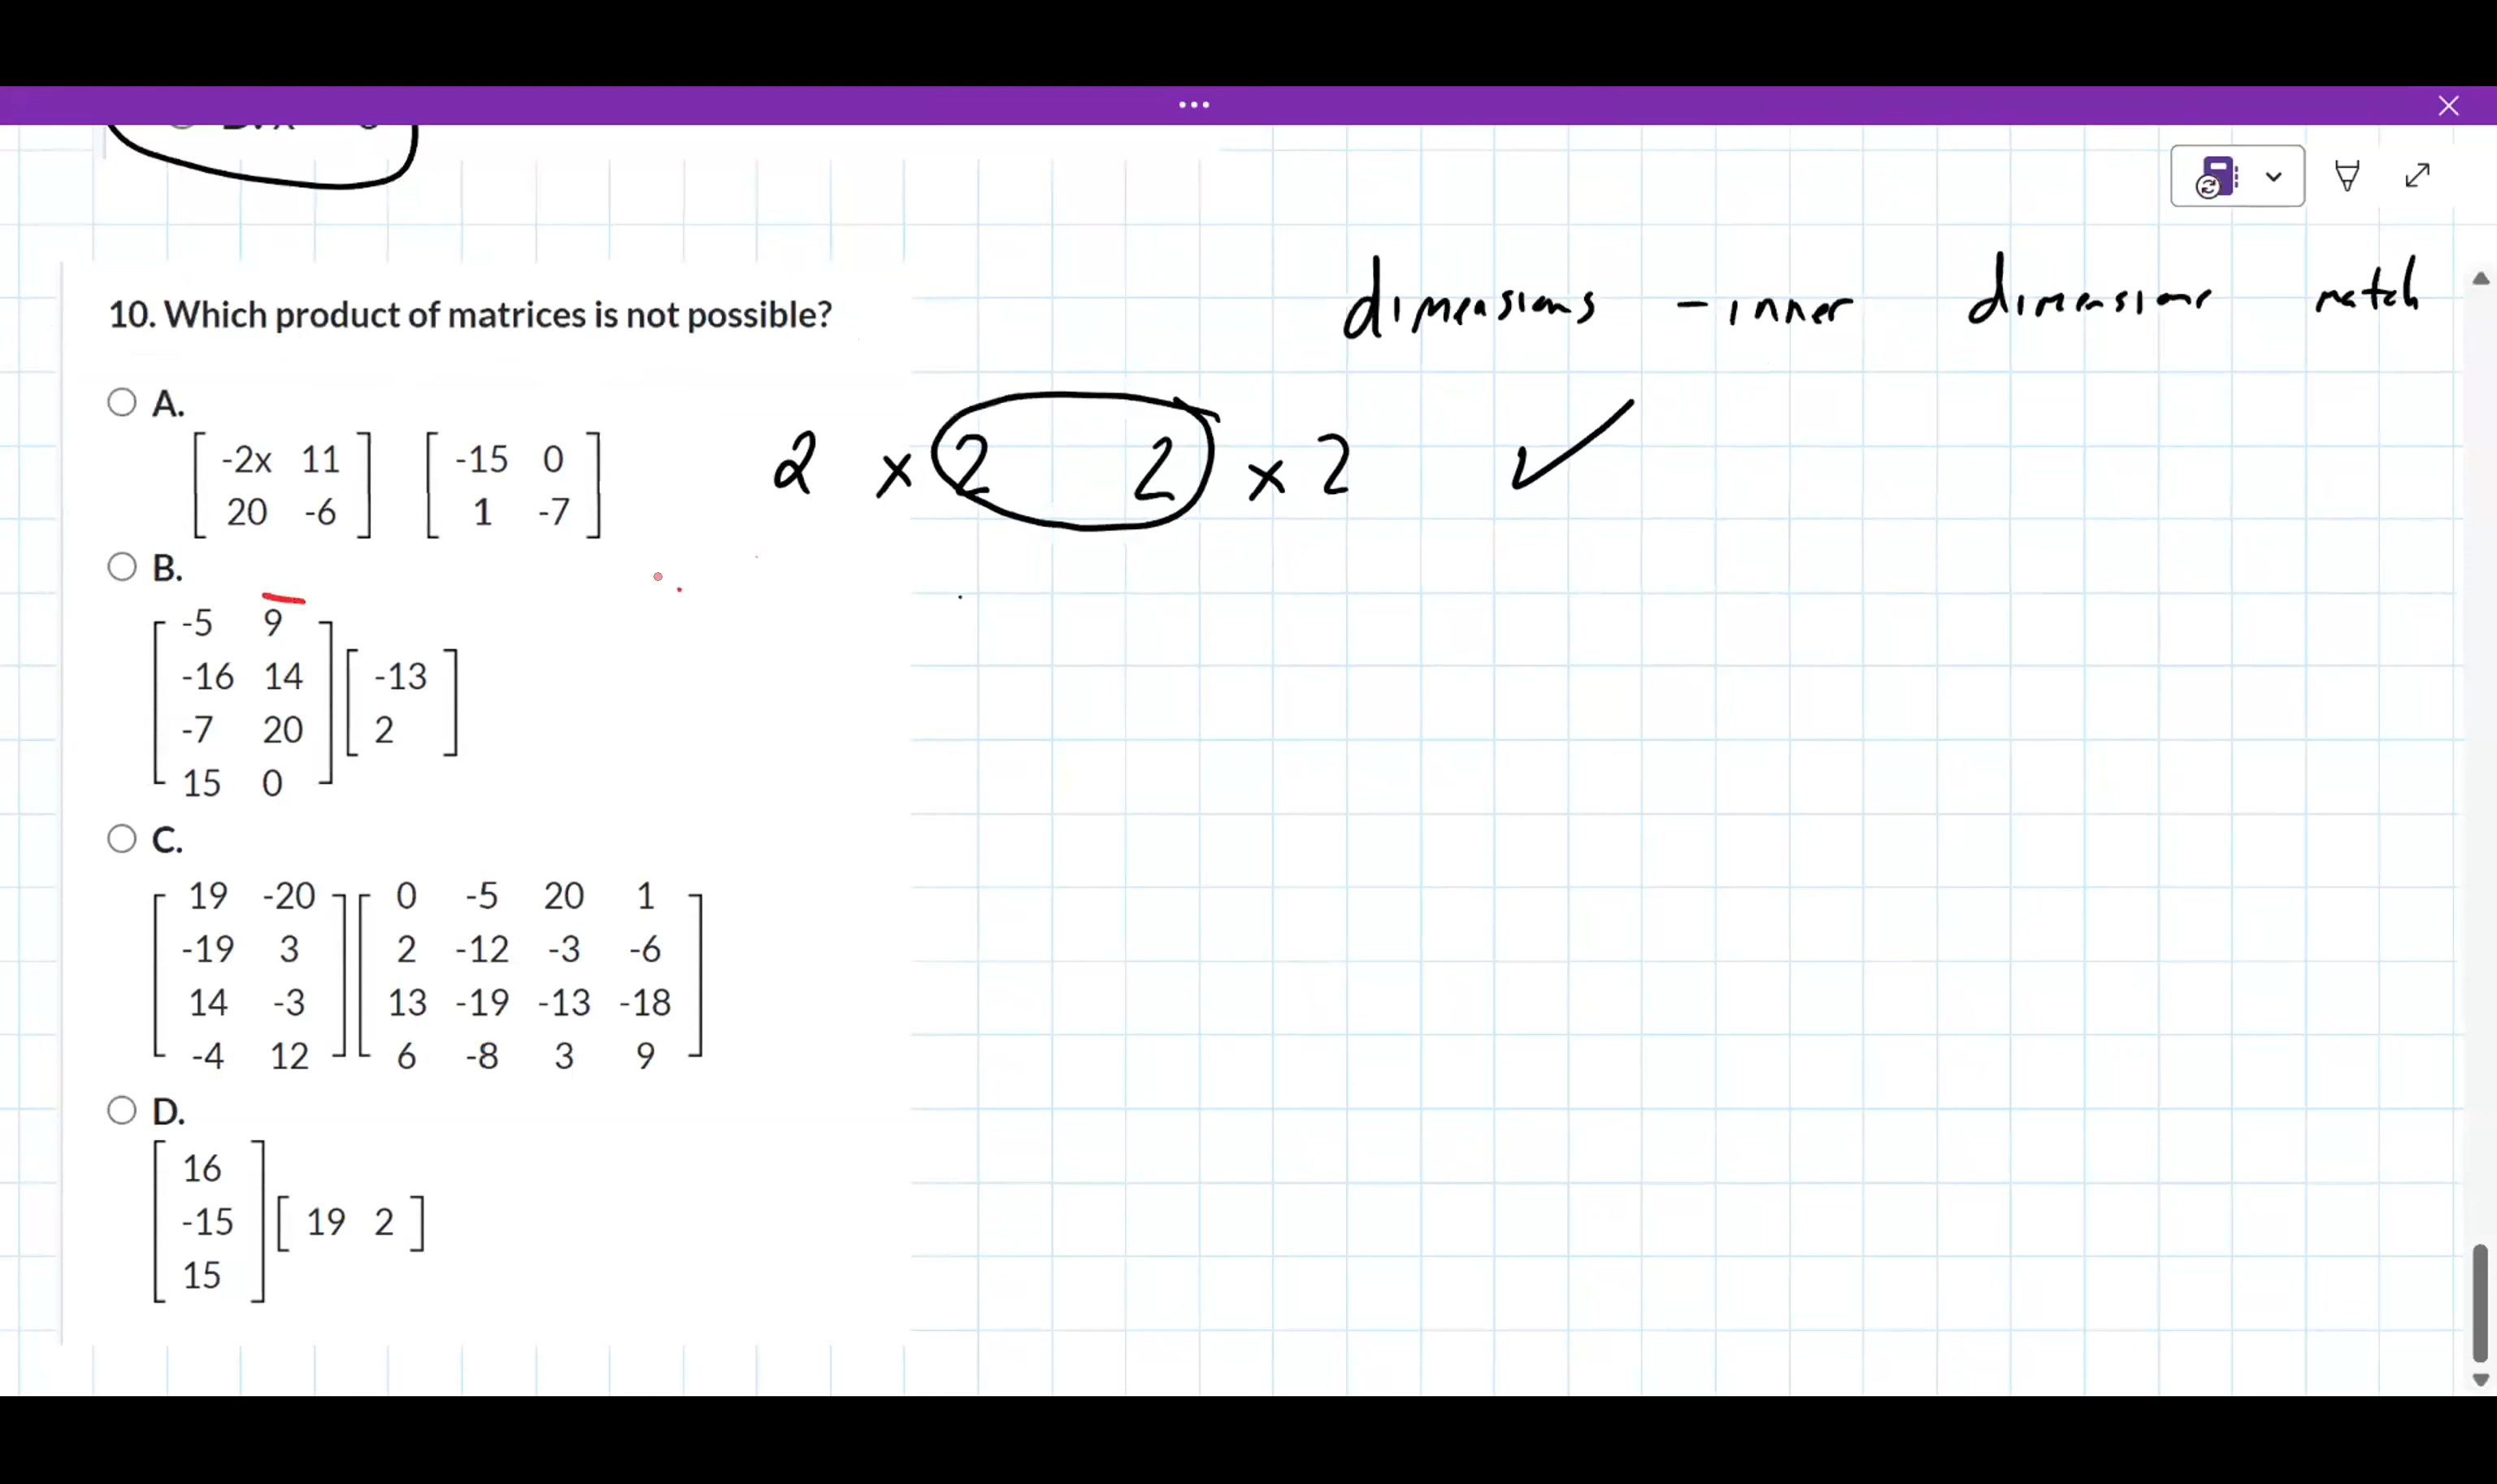 10. Which product of matrices is not possible?
dimensions - inner dimensions match
A.
-2x 11
20 -6
-15 0
1 -7
2 x 2 2 x 2 ✓
B.
-5 9
-16 14
-7 20
15 0
-13
2
C.
19 -20
-19 3
14 -3
-4 12
0 -5 20 1
2 -12 -3 -6
13 -19 -13 -18
6 -8 3 9
D.
16
-15
15
19 2